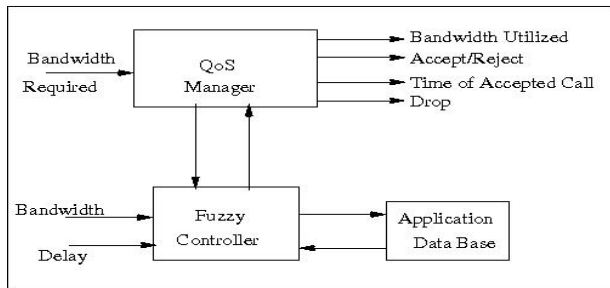 Bandwidth
Required
QoS
Manager
Bandwidth Utilized
Accept/Reject
Time of Accepted Call
Drop
Bandwidth
Delay
Fuzzy
Controller
Application
Data Base